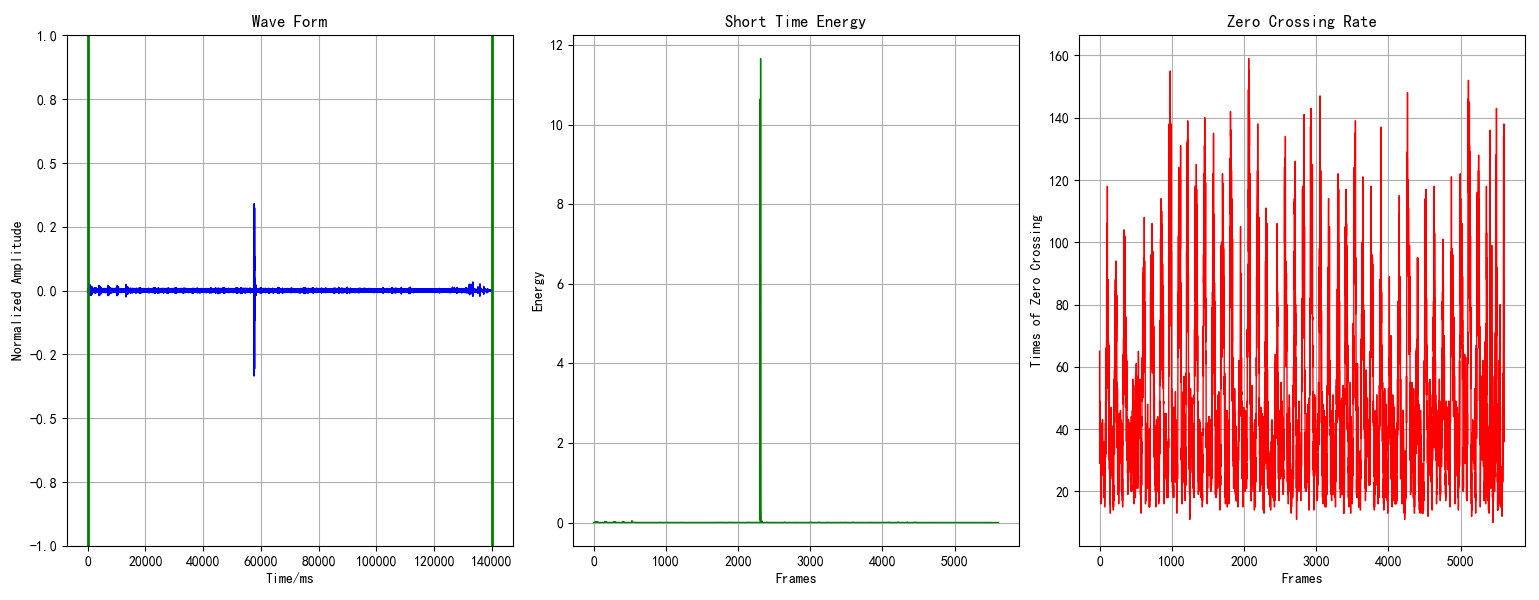 Wave Form
Normalized Amplitude
1.0
0.8
0.5
0.2
0.0
−0.2
−0.5
−0.8
−1.0
0 20000 40000 60000 80000 100000 120000 140000
Time/ms
Short Time Energy
Energy
12
10
8
6
4
2
0
0 1000 2000 3000 4000 5000
Frames
Zero Crossing Rate
Times of Zero Crossing
160
140
120
100
80
60
40
20
0 1000 2000 3000 4000 5000
Frames